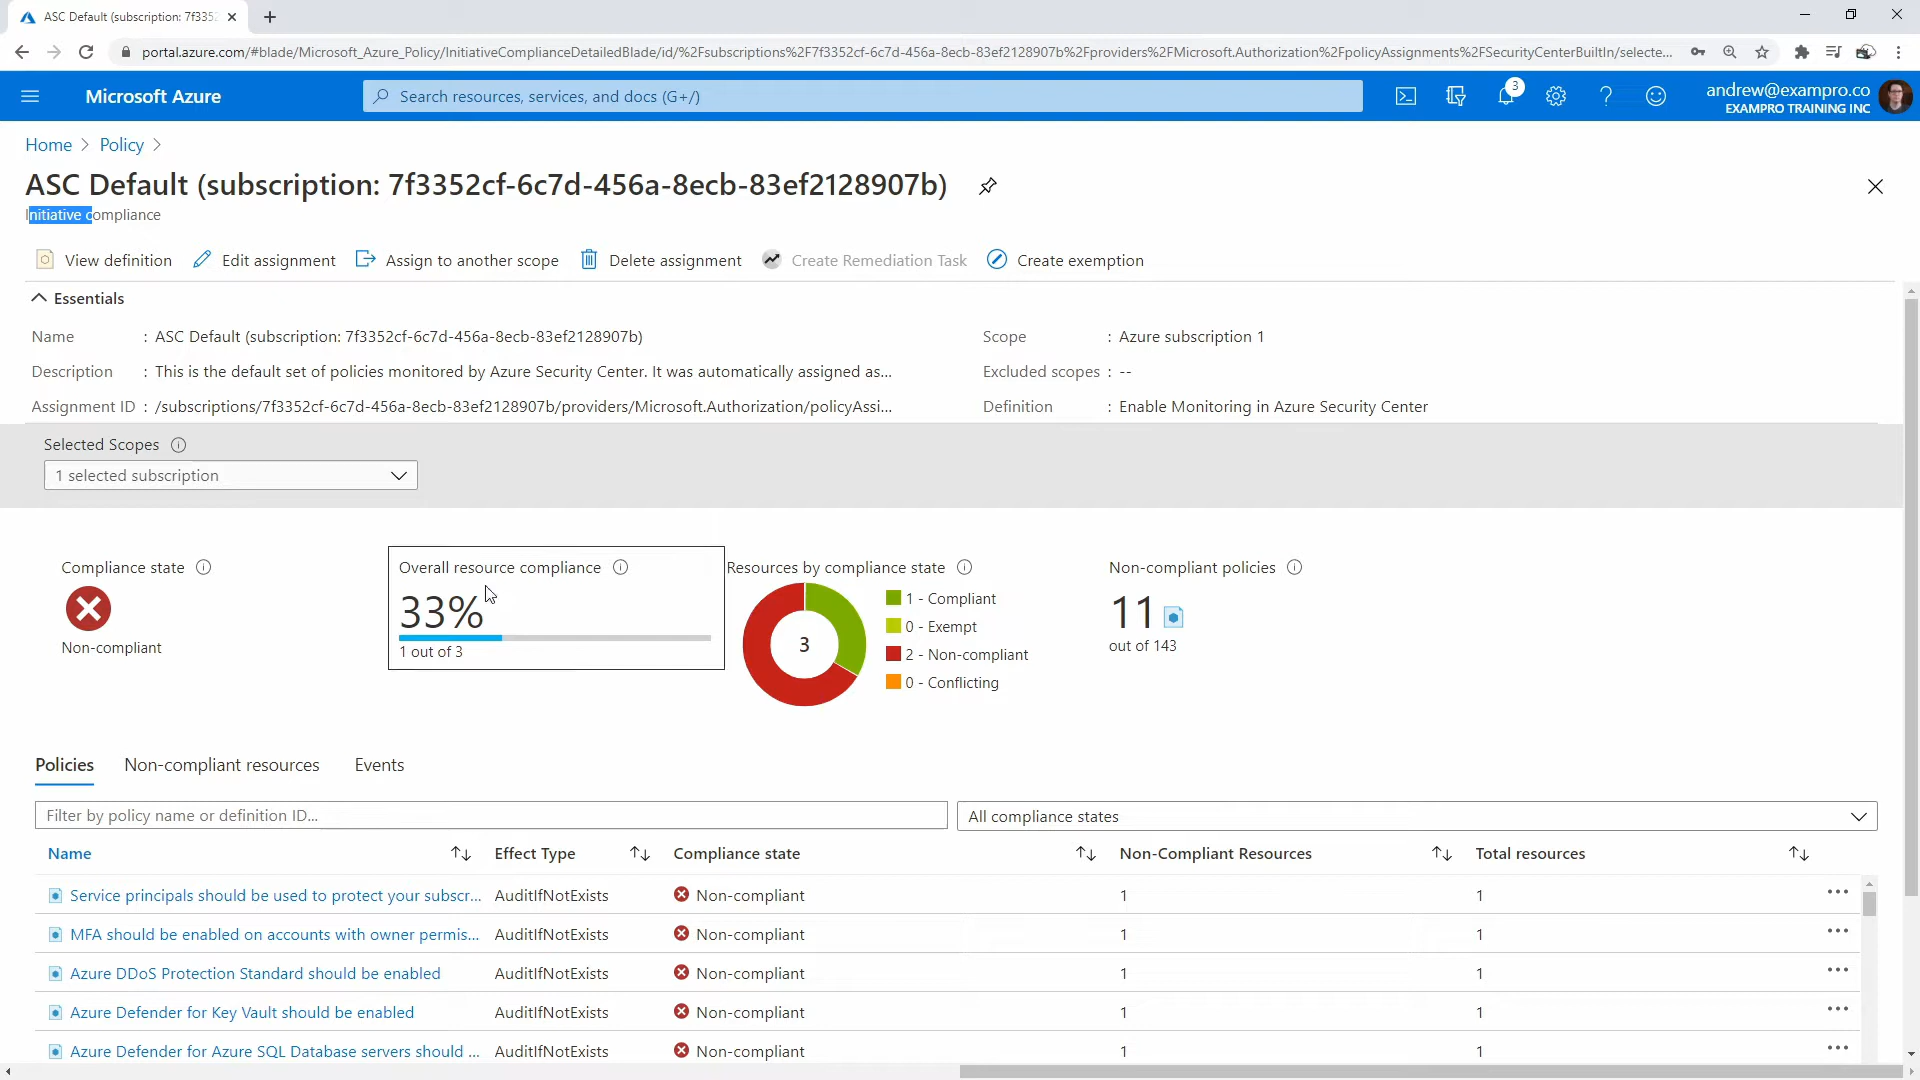 ASC Default (subscription: 7f3352
portal.azure.com/#blade/Microsoft_Azure_Policy/InitiativeComplianceDetailedBlade/id/%2Fsubscriptions%2F7f3352cf-6c7d-456a-8ecb-83ef2128907b%2Fproviders%2FMicrosoft.Authorization%2FpolicyAssignments%2FSecurityCenterBuiltIn/selecte...
Microsoft Azure
Search resources, services, and docs (G+/)
3
andrew@exampro.co
EXAMPRO TRAINING INC
Home > Policy >
ASC Default (subscription: 7f3352cf-6c7d-456a-8ecb-83ef2128907b)
Initiative compliance
View definition Edit assignment Assign to another scope Delete assignment Create Remediation Task Create exemption
Essentials
Name : ASC Default (subscription: 7f3352cf-6c7d-456a-8ecb-83ef2128907b) Scope : Azure subscription 1
Description : This is the default set of policies monitored by Azure Security Center. It was automatically assigned as... Excluded scopes : --
Assignment ID : /subscriptions/7f3352cf-6c7d-456a-8ecb-83ef2128907b/providers/Microsoft.Authorization/policyAssi... Definition : Enable Monitoring in Azure Security Center
Selected Scopes
1 selected subscription
Compliance state
Non-compliant
Overall resource compliance
33%
1 out of 3
Resources by compliance state
3
1 - Compliant
0 - Exempt
2 - Non-compliant
0 - Conflicting
Non-compliant policies
11
out of 143
Policies Non-compliant resources Events
Filter by policy name or definition ID... All compliance states
Name Effect Type Compliance state Non-Compliant Resources Total resources
Service principals should be used to protect your subscr... AuditIfNotExists Non-compliant 1 1 ...
MFA should be enabled on accounts with owner permis... AuditIfNotExists Non-compliant 1 1 ...
Azure DDoS Protection Standard should be enabled AuditIfNotExists Non-compliant 1 1 ...
Azure Defender for Key Vault should be enabled AuditIfNotExists Non-compliant 1 1 ...
Azure Defender for Azure SQL Database servers should ... AuditIfNotExists Non-compliant 1 1 ...